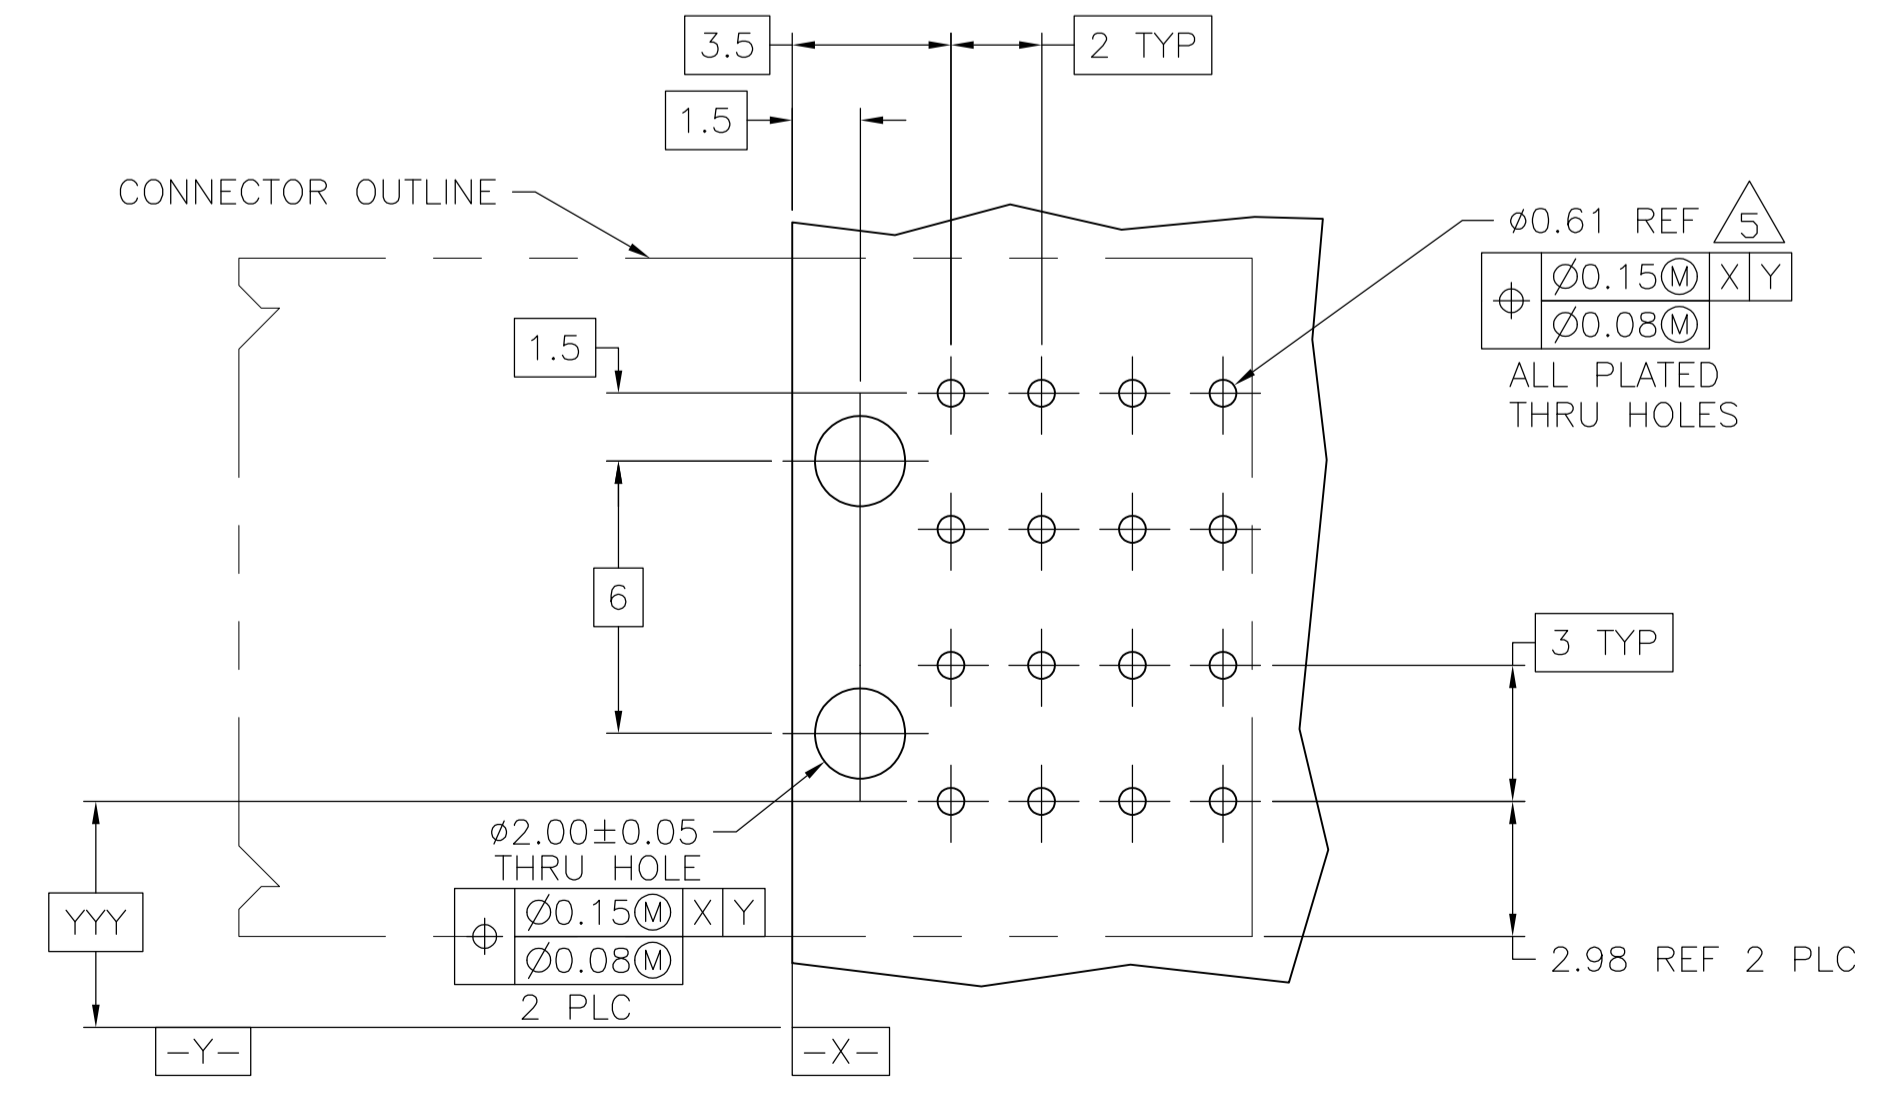 3.5
2 TYP
1.5
CONNECTOR OUTLINE
ø0.61 REF 5
⌖ Ø0.15Ⓜ X Y
Ø0.08Ⓜ
ALL PLATED
THRU HOLES
1.5
6
3 TYP
ø2.00±0.05
THRU HOLE
⌖ Ø0.15Ⓜ X Y
Ø0.08Ⓜ
2 PLC
YYY
2.98 REF 2 PLC
-Y-
-X-